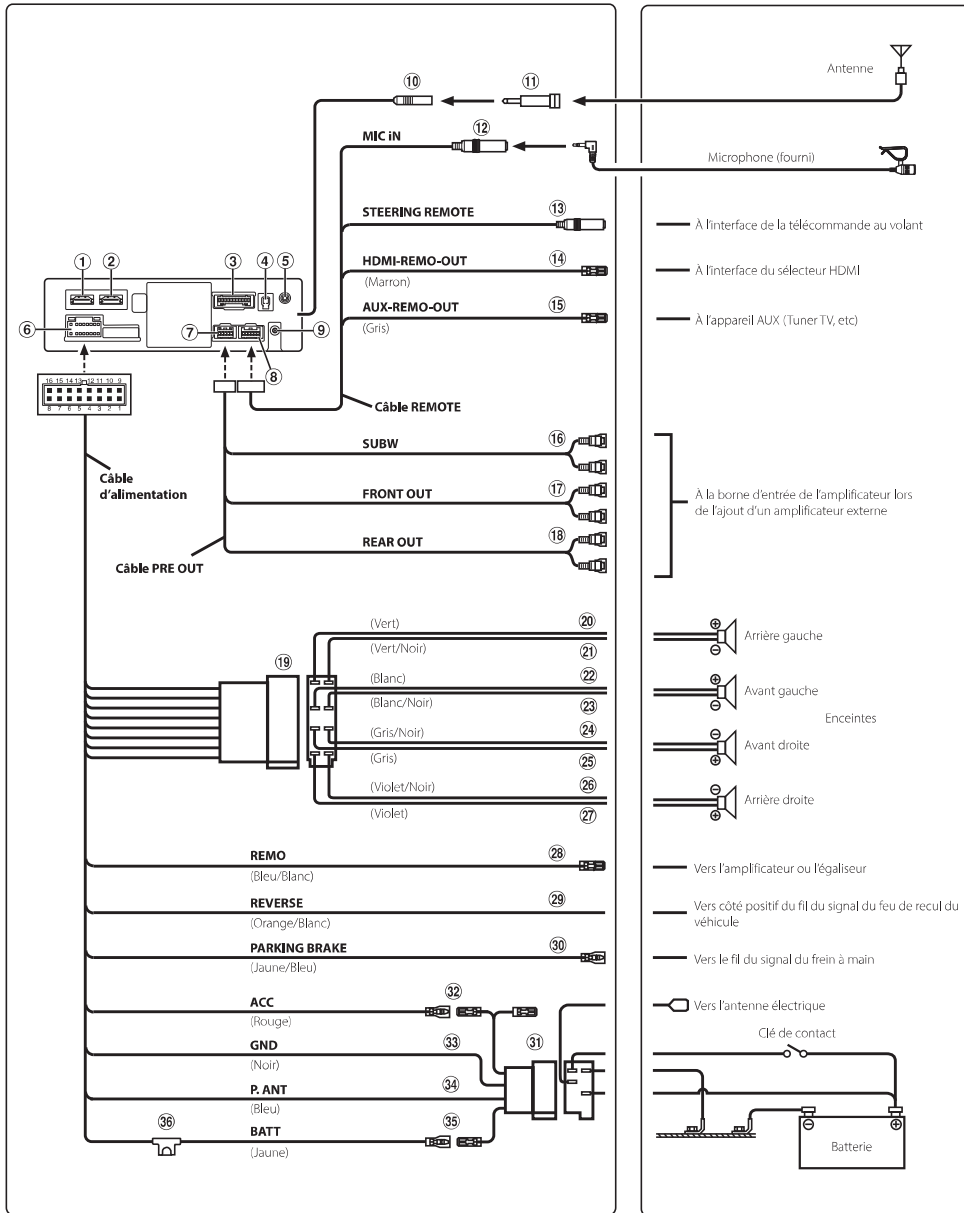 Antenne
⑩
⑪
MIC iN
⑫
Microphone (fourni)
STEERING REMOTE
⑬
À l'interface de la télécommande au volant
HDMI-REMO-OUT
(Marron)
⑭
À l'interface du sélecteur HDMI
AUX-REMO-OUT
(Gris)
⑮
À l'appareil AUX (Tuner TV, etc)
①
②
③
④
⑤
⑥
⑦
⑧
⑨
16 15 14 13 12 11 10 9
8 7 6 5 4 3 2 1
Câble REMOTE
Câble
d'alimentation
SUBW
⑯
FRONT OUT
⑰
REAR OUT
⑱
À la borne d'entrée de l'amplificateur lors
de l'ajout d'un amplificateur externe
Câble PRE OUT
⑲
(Vert)
⑳
(Vert/Noir)
㉑
⊕
⊖
Arrière gauche
(Blanc)
㉒
(Blanc/Noir)
㉓
⊕
⊖
Avant gauche
Enceintes
(Gris/Noir)
㉔
(Gris)
㉕
⊖
⊕
Avant droite
(Violet/Noir)
㉖
(Violet)
㉗
⊖
⊕
Arrière droite
REMO
(Bleu/Blanc)
㉘
Vers l'amplificateur ou l'égaliseur
REVERSE
(Orange/Blanc)
㉙
Vers côté positif du fil du signal du feu de recul du
véhicule
PARKING BRAKE
(Jaune/Bleu)
㉚
Vers le fil du signal du frein à main
ACC
(Rouge)
㉜
Vers l'antenne électrique
㉛
Clé de contact
GND
(Noir)
㉝
P. ANT
(Bleu)
㉞
BATT
(Jaune)
㉟
㊱
⊖
⊕
Batterie